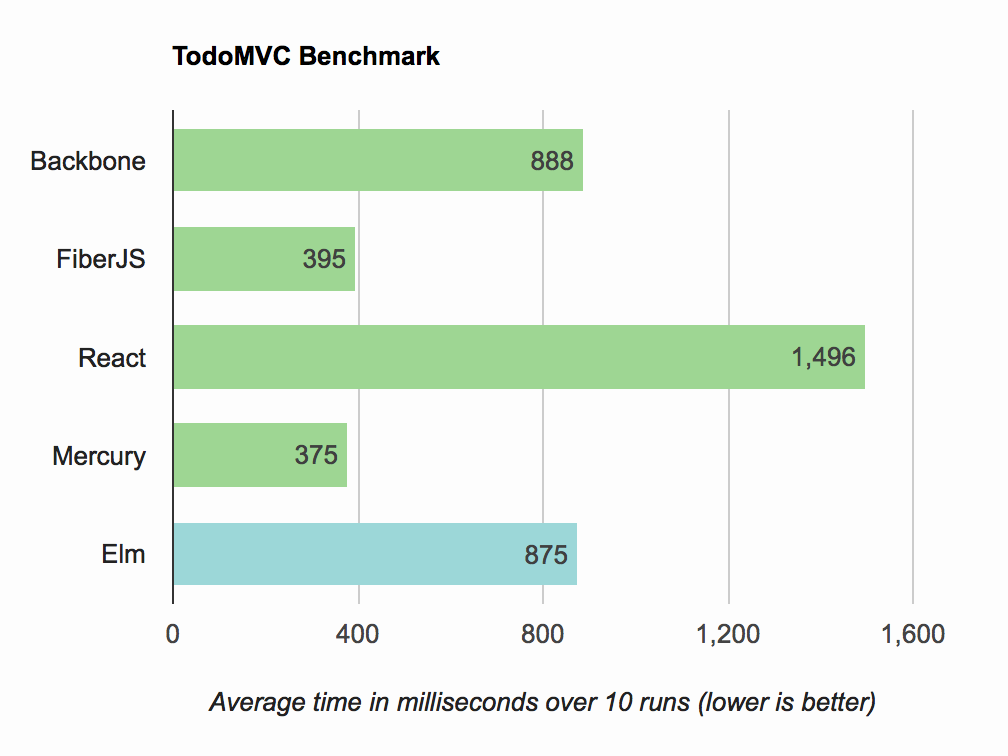 TodoMVC Benchmark
Backbone 888
FiberJS 395
React 1,496
Mercury 375
Elm 875
0 400 800 1,200 1,600
Average time in milliseconds over 10 runs (lower is better)